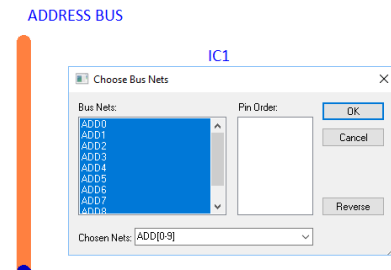 ADDRESS BUS
IC1
Choose Bus Nets
Bus Nets:
Pin Order:
ADD0
ADD1
ADD2
ADD3
ADD4
ADD5
ADD6
ADD7
ADD8
OK
Cancel
Reverse
Chosen Nets:
ADD[0-9]